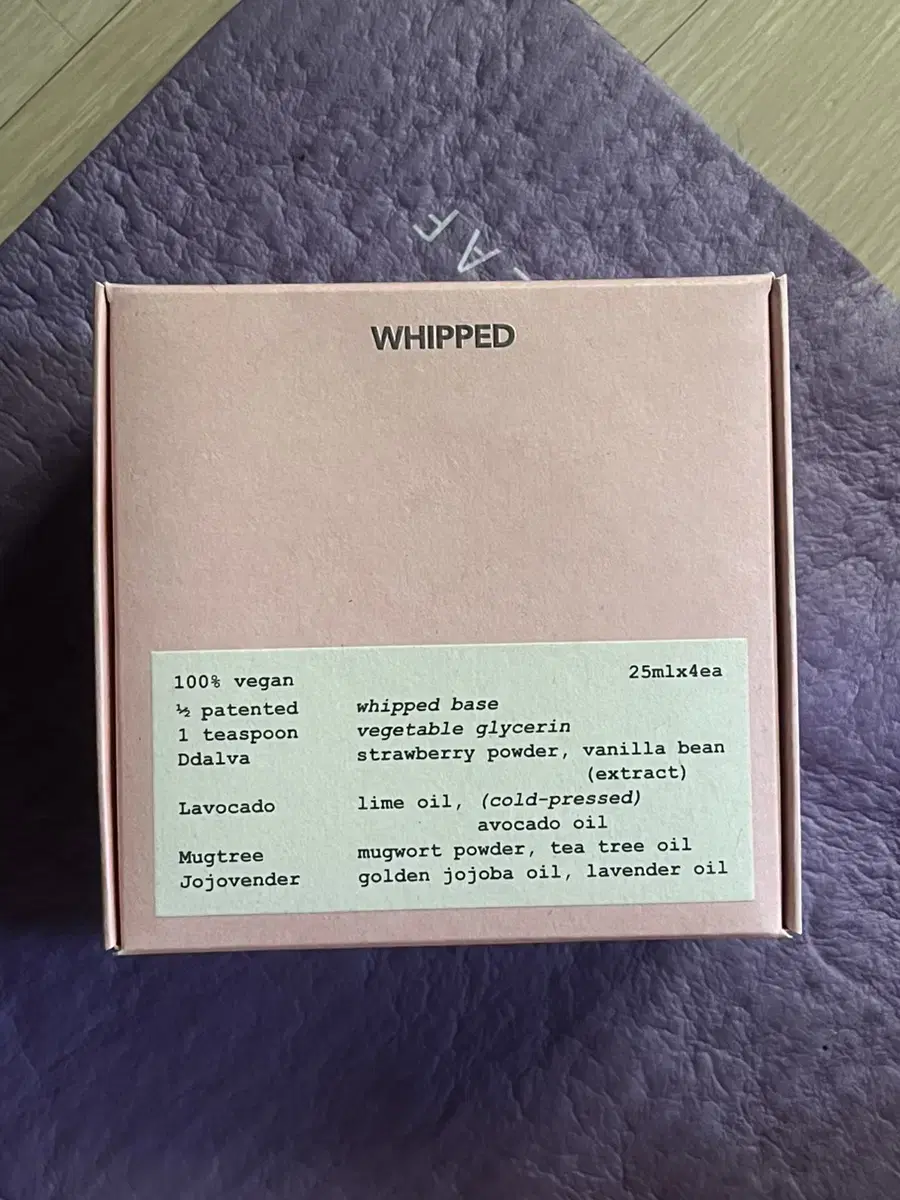 WHIPPED
100% vegan 25mlx4ea
½ patented whipped base
1 teaspoon vegetable glycerin
Ddalva strawberry powder, vanilla bean
(extract)
Lavocado lime oil, (cold-pressed)
avocado oil
Mugtree mugwort powder, tea tree oil
Jojovender golden jojoba oil, lavender oil